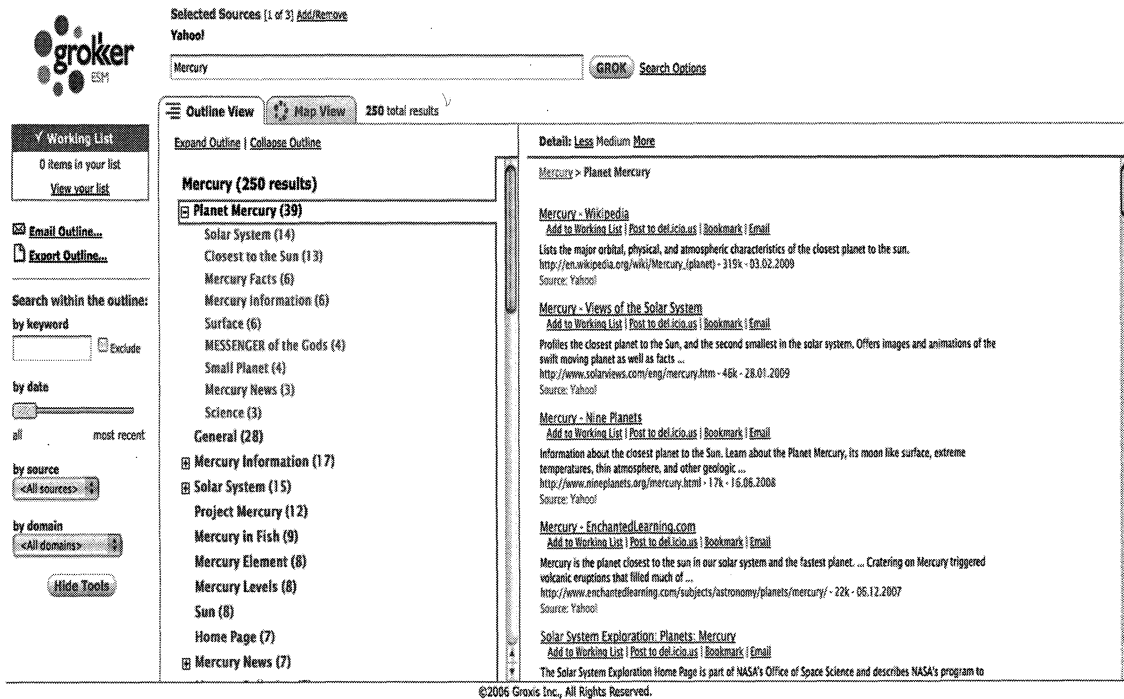 grokker
ESM
Selected Sources [1 of 3] Add/Remove
Yahoo!
Mercury
GROK
Search Options
Outline View
Map View
250 total results
√ Working List
0 items in your list
View your list
Email Outline...
Export Outline...
Search within the outline:
by keyword
Exclude
by date
all
most recent
by source
<All sources>
by domain
<All domains>
Hide Tools
Expand Outline | Collapse Outline
Mercury (250 results)
Planet Mercury (39)
Solar System (14)
Closest to the Sun (13)
Mercury Facts (6)
Mercury Information (6)
Surface (6)
MESSENGER of the Gods (4)
Small Planet (4)
Mercury News (3)
Science (3)
General (28)
Mercury Information (17)
Solar System (15)
Project Mercury (12)
Mercury in Fish (9)
Mercury Element (8)
Mercury Levels (8)
Sun (8)
Home Page (7)
Mercury News (7)
Detail: Less Medium More
Mercury > Planet Mercury
Mercury - Wikipedia
Add to Working List | Post to del.icio.us | Bookmark | Email
Lists the major orbital, physical, and atmospheric characteristics of the closest planet to the sun.
http://en.wikipedia.org/wiki/Mercury_(planet) - 319k - 03.02.2009
Source: Yahoo!
Mercury - Views of the Solar System
Add to Working List | Post to del.icio.us | Bookmark | Email
Profiles the closest planet to the Sun, and the second smallest in the solar system. Offers images and animations of the
swift moving planet as well as facts ...
http://www.solarviews.com/eng/mercury.htm - 46k - 28.01.2009
Source: Yahoo!
Mercury - Nine Planets
Add to Working List | Post to del.icio.us | Bookmark | Email
Information about the closest planet to the Sun. Learn about the Planet Mercury, its moon like surface, extreme
temperatures, thin atmosphere, and other geologic ...
http://www.nineplanets.org/mercury.html - 17k - 16.06.2008
Source: Yahoo!
Mercury - EnchantedLearning.com
Add to Working List | Post to del.icio.us | Bookmark | Email
Mercury is the planet closest to the sun in our solar system and the fastest planet. ... Cratering on Mercury triggered
volcanic eruptions that filled much of ...
http://www.enchantedlearning.com/subjects/astronomy/planets/mercury/ - 22k - 06.12.2007
Source: Yahoo!
Solar System Exploration: Planets: Mercury
Add to Working List | Post to del.icio.us | Bookmark | Email
The Solar System Exploration Home Page is part of NASA's Office of Space Science and describes NASA's program to
©2006 Groxis Inc., All Rights Reserved.